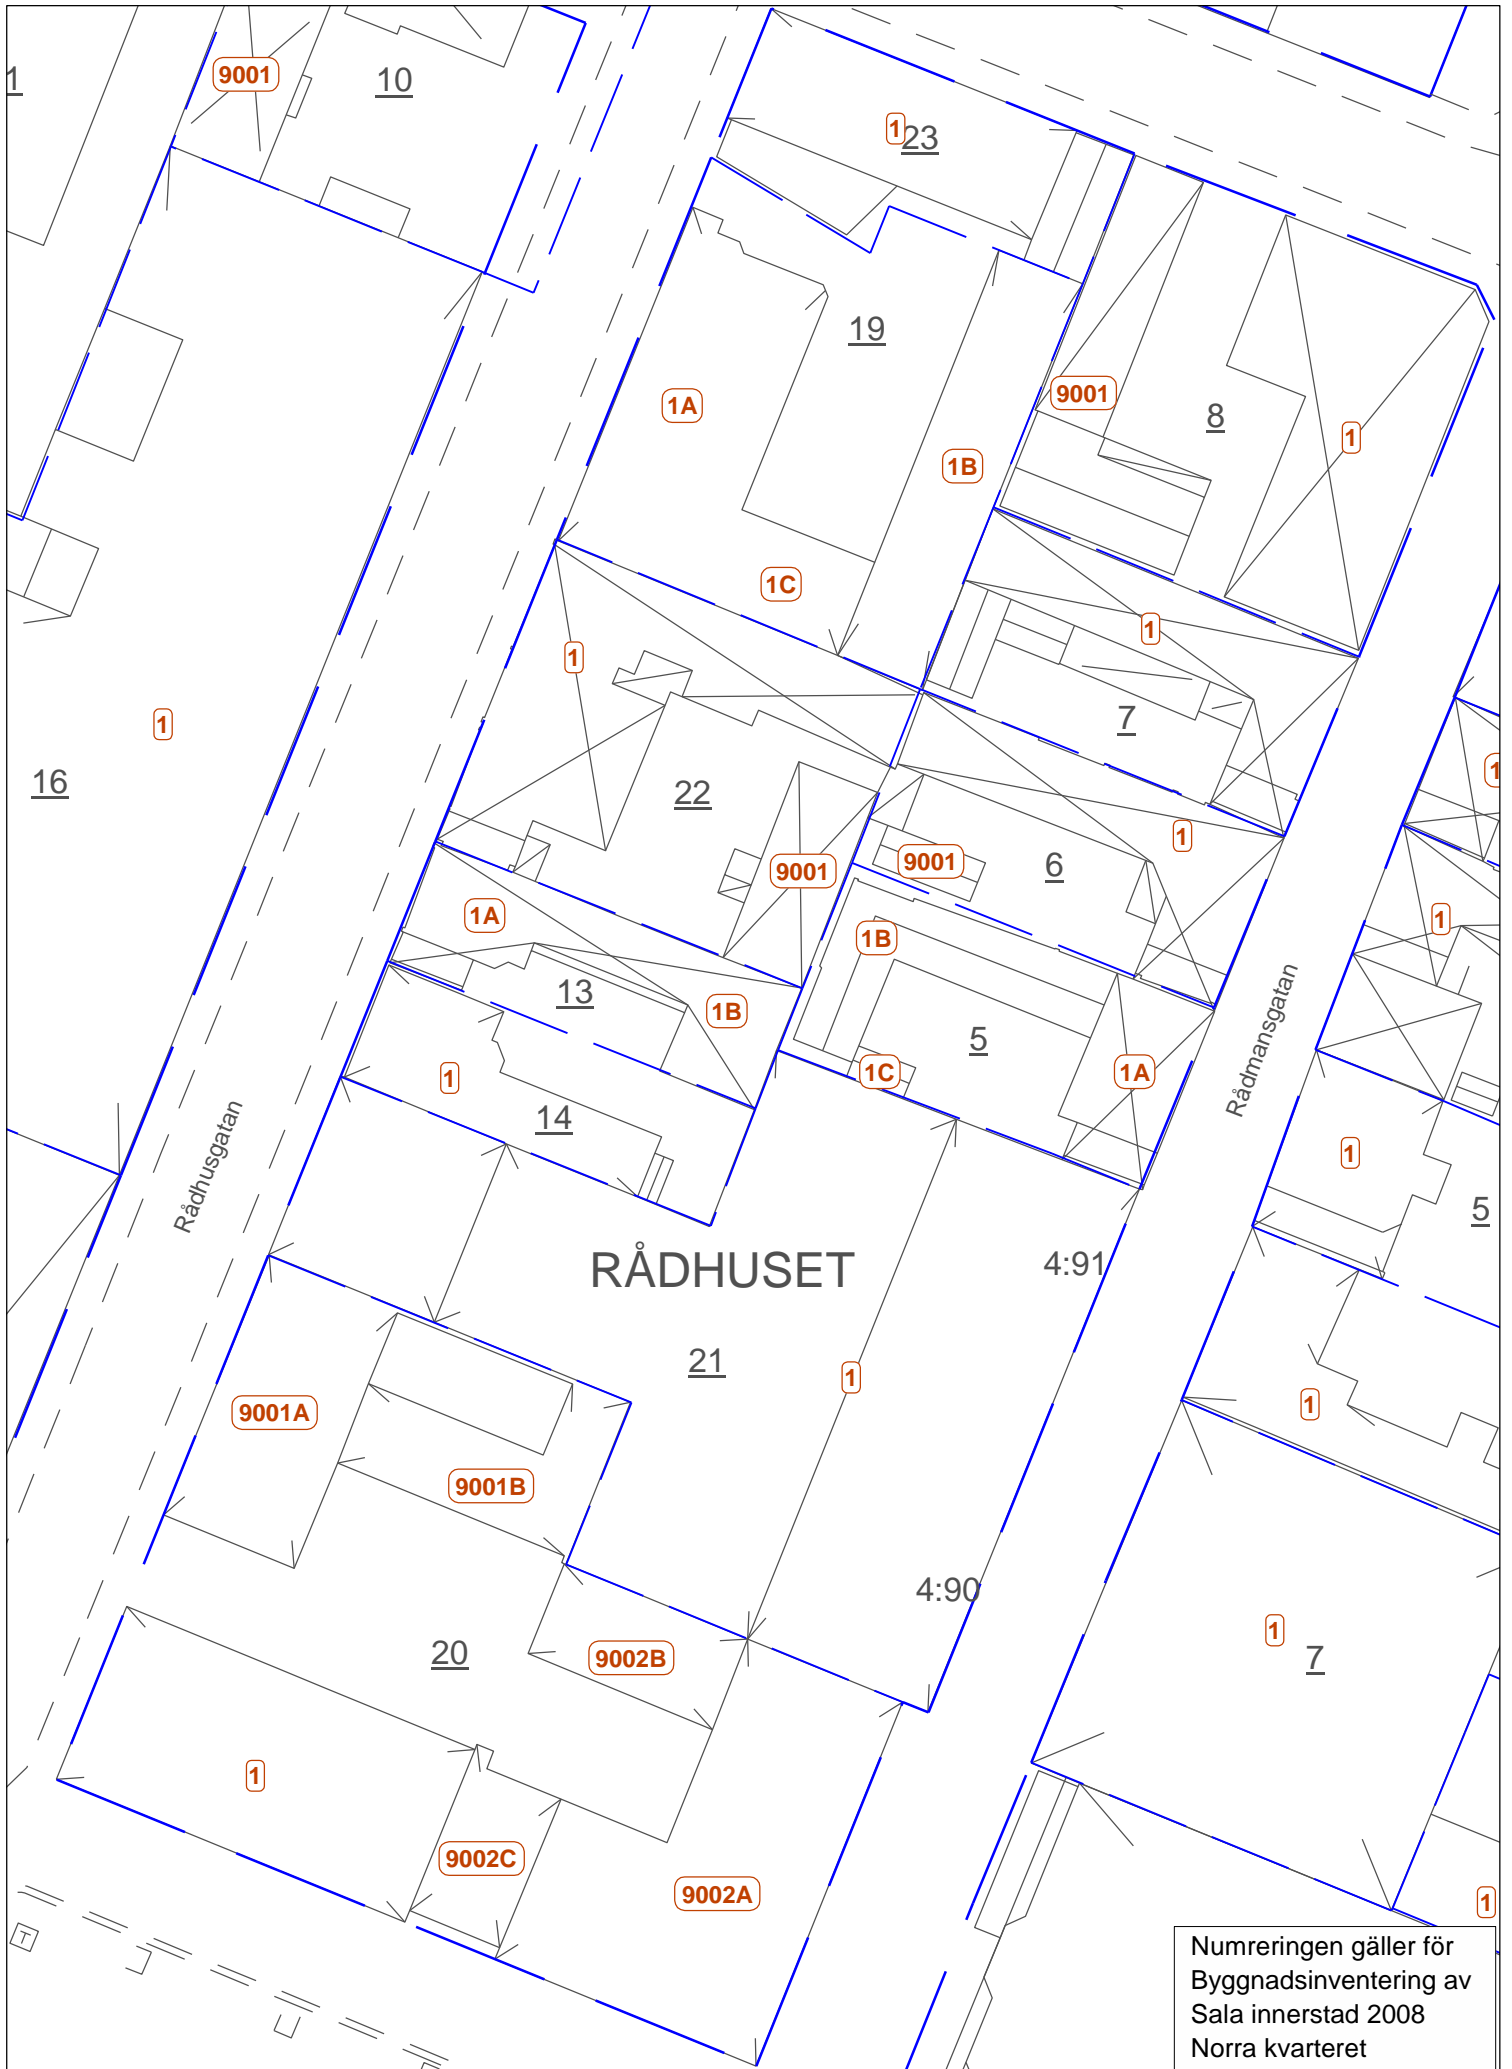 1
9001
10
1
23
19
1A
9001
8
1
1B
1C
1
1
7
1
16
22
1
1
9001
9001
6
1A
1
1B
13
1B
5
1
1C
1A
Rådmansgatan
14
Rådhusgatan
1
5
RÅDHUSET
4:91
21
1
9001A
1
9001B
4:90
20
9002B
1
7
1
9002C
9002A
1
T
Numreringen gäller för
Byggnadsinventering av
Sala innerstad 2008
Norra kvarteret